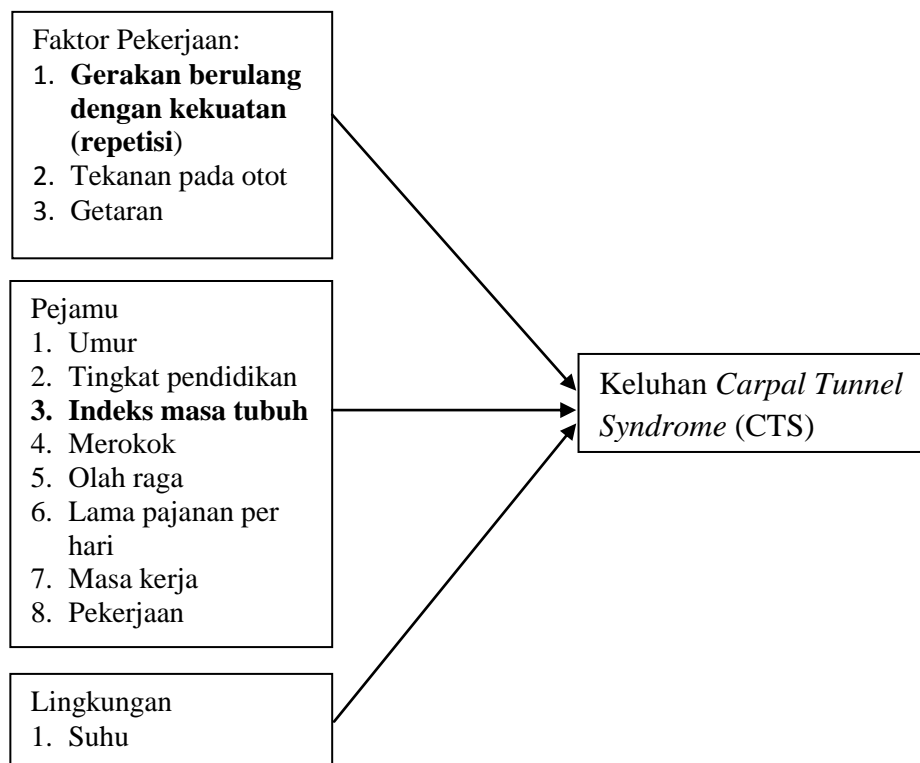 Faktor Pekerjaan:
1. Gerakan berulang
dengan kekuatan
(repetisi)
2. Tekanan pada otot
3. Getaran
Pejamu
1. Umur
2. Tingkat pendidikan
3. Indeks masa tubuh
4. Merokok
5. Olah raga
6. Lama pajanan per
hari
7. Masa kerja
8. Pekerjaan
Lingkungan
1. Suhu
Keluhan Carpal Tunnel
Syndrome (CTS)